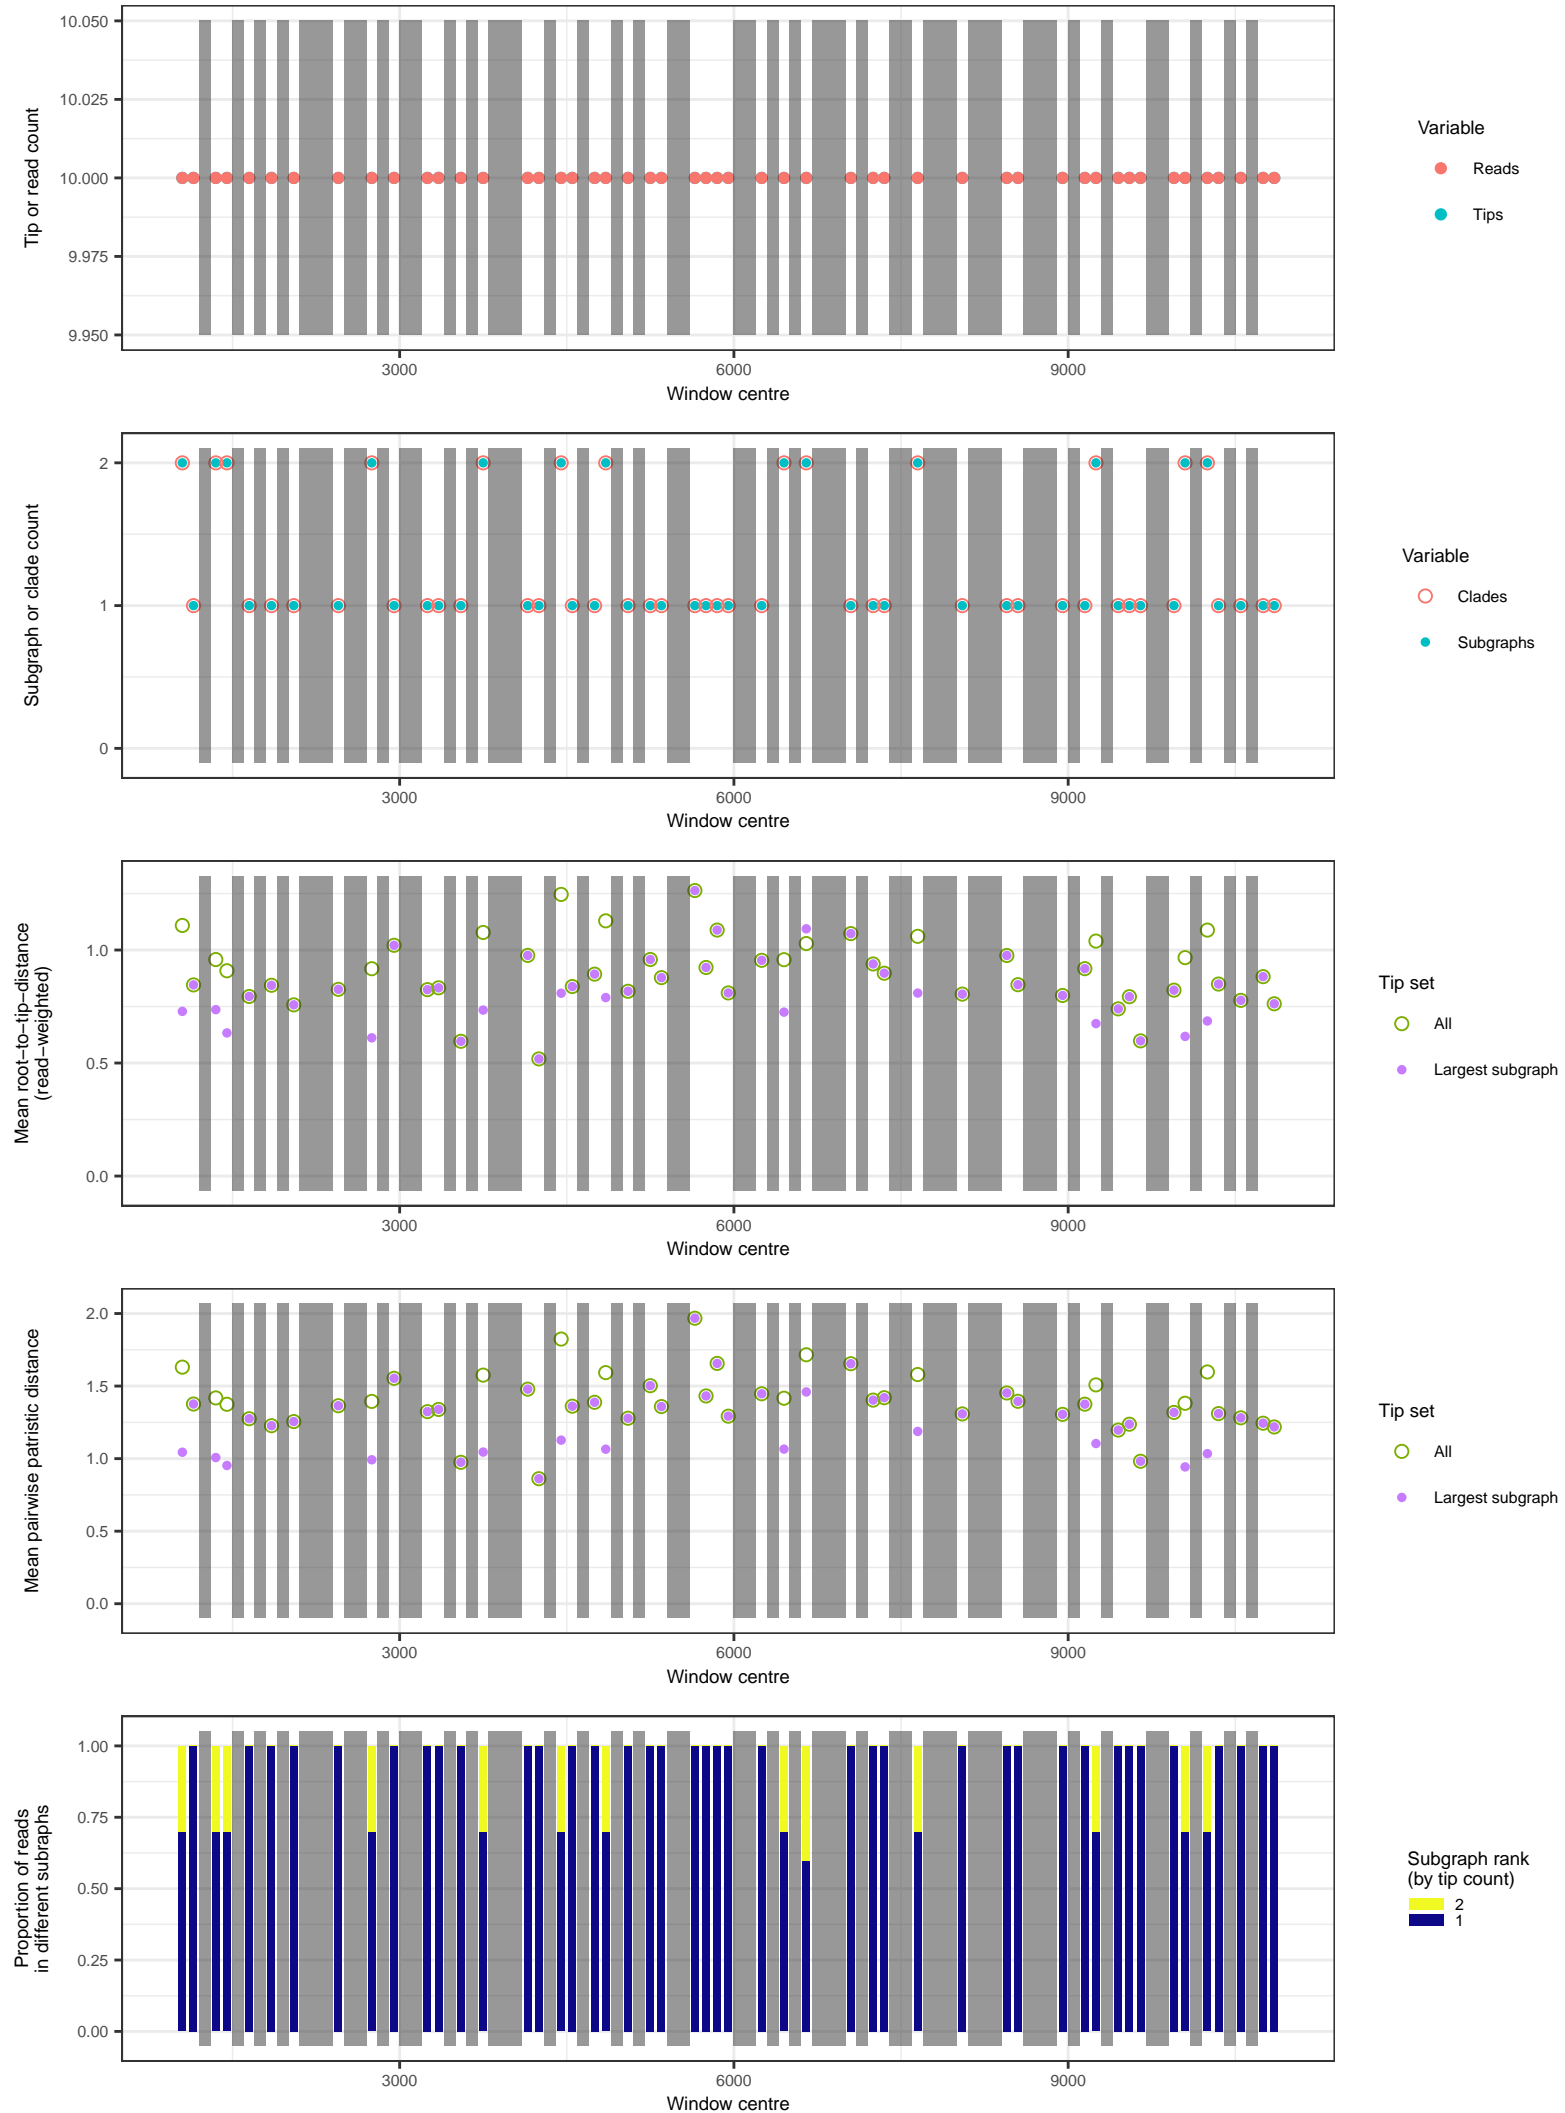 10.050
10.025
10.000
9.975
9.950
Tip or read count
3000
6000
9000
Window centre
Variable
Reads
Tips
2
1
0
Subgraph or clade count
3000
6000
9000
Window centre
Variable
Clades
Subgraphs
1.0
0.5
0.0
Mean root−to−tip−distance
(read−weighted)
3000
6000
9000
Window centre
Tip set
All
Largest subgraph
2.0
1.5
1.0
0.5
0.0
Mean pairwise patristic distance
3000
6000
9000
Window centre
Tip set
All
Largest subgraph
1.00
0.75
0.50
0.25
0.00
Proportion of reads
in different subraphs
3000
6000
9000
Window centre
Subgraph rank
(by tip count)
2
1